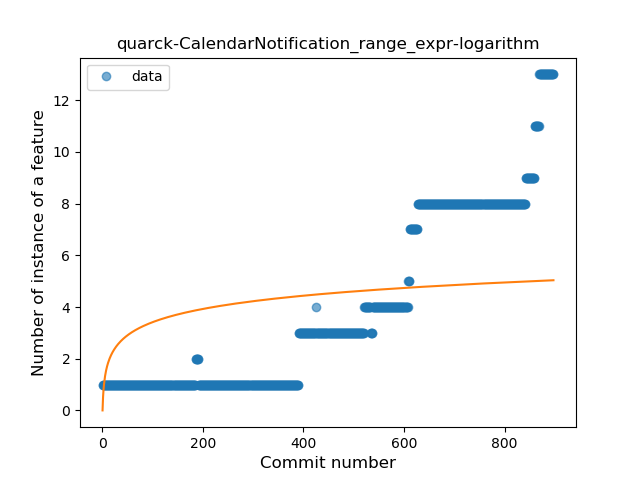 quarck-CalendarNotification_range_expr-logarithm
data
Number of instance of a feature
12
10
8
6
4
2
0
0 200 400 600 800
Commit number